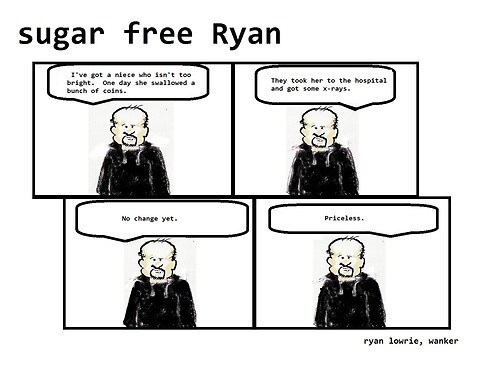 sugar free Ryan
I've got a niece who isn't too
bright. One day she swallowed a
bunch of coins.
They took her to the hospital
and got some x-rays.
No change yet.
Priceless.
ryan lowrie, wanker